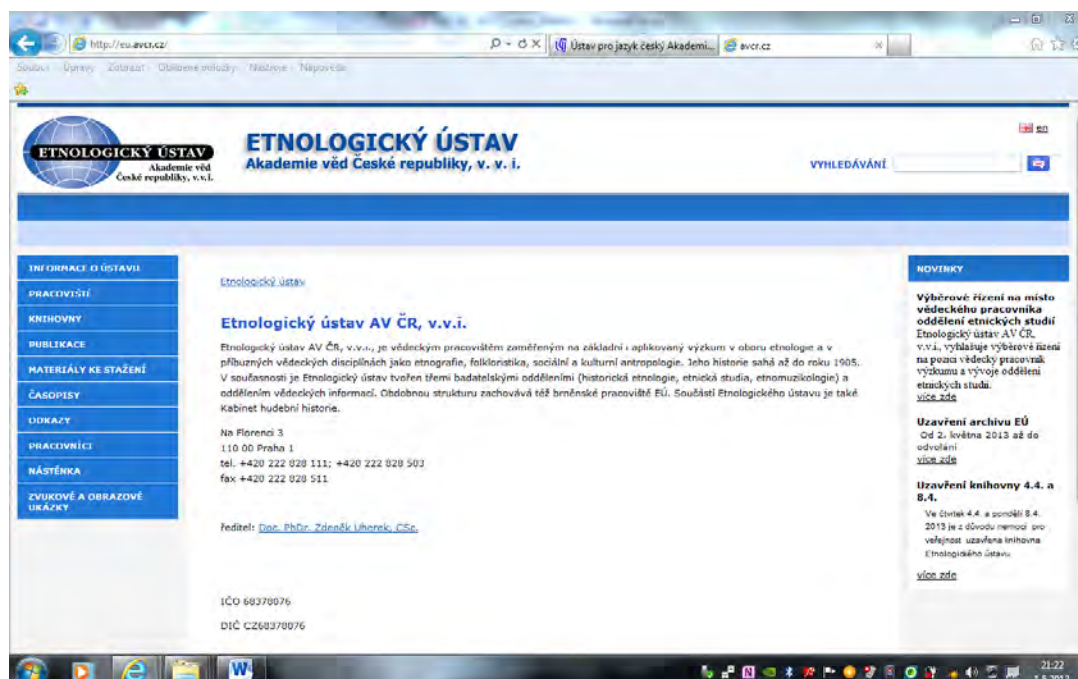 http://eu.avcr.cz/
Ústav pro jazyk český Akademi...
avcr.cz
Soubor Úpravy Zobrazit Oblíbené položky Nástroje Nápověda
en
ETNOLOGICKÝ ÚSTAV
Akademie věd
České republiky, v.v.i.
ETNOLOGICKÝ ÚSTAV
Akademie věd České republiky, v. v. i.
VYHLEDÁVÁNÍ
INFORMACE O ÚSTAVU
PRACOVIŠTĚ
KNIHOVNY
PUBLIKACE
MATERIÁLY KE STAŽENÍ
ČASOPISY
ODKAZY
PRACOVNÍCI
NÁSTĚNKA
ZVUKOVÉ A OBRAZOVÉ
UKÁZKY
Etnologický ústav
Etnologický ústav AV ČR, v.v.i.
Etnologický ústav AV ČR, v.v.i., je vědeckým pracovištěm zaměřeným na základní i aplikovaný výzkum v oboru etnologie a v
příbuzných vědeckých disciplínách jako etnografie, folkloristika, sociální a kulturní antropologie. Jeho historie sahá až do roku 1905.
V současnosti je Etnologický ústav tvořen třemi badatelskými odděleními (historická etnologie, etnická studia, etnomuzikologie) a
oddělením vědeckých informací. Obdobnou strukturu zachovává též brněnské pracoviště EÚ. Součástí Etnologického ústavu je také
Kabinet hudební historie.
Na Florenci 3
110 00 Praha 1
tel. +420 222 828 111; +420 222 828 503
fax +420 222 828 511
ředitel: Doc. PhDr. Zdeněk Uherek, CSc.
IČO 68378076
DIČ CZ68378076
NOVINKY
Výběrové řízení na místo
vědeckého pracovníka
oddělení etnických studií
Etnologický ústav AV ČR,
v.v.i., vyhlašuje výběrové řízení
na pozici vědecký pracovník
výzkumu a vývoje oddělení
etnických studií.
více zde
Uzavření archivu EÚ
Od 2. května 2013 až do
odvolání
více zde
Uzavření knihovny 4.4. a
8.4.
Ve čtvrtek 4.4. a pondělí 8.4.
2013 je z důvodu nemoci pro
veřejnost uzavřena knihovna
Etnologického ústavu
více zde
21:22